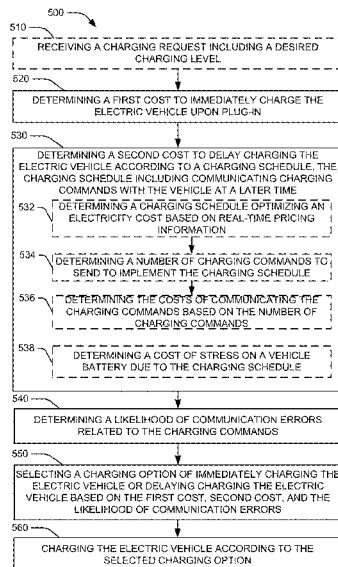 500
510
RECEIVING A CHARGING REQUEST INCLUDING A DESIRED
CHARGING LEVEL
520
DETERMINING A FIRST COST TO IMMEDIATELY CHARGE THE
ELECTRIC VEHICLE UPON PLUG-IN
530
DETERMINING A SECOND COST TO DELAY CHARGING THE
ELECTRIC VEHICLE ACCORDING TO A CHARGING SCHEDULE, THE
CHARGING SCHEDULE INCLUDING COMMUNICATING CHARGING
COMMANDS WITH THE VEHICLE AT A LATER TIME
532
DETERMINING A CHARGING SCHEDULE OPTIMIZING AN
ELECTRICITY COST BASED ON REAL-TIME PRICING
INFORMATION
534
DETERMINING A NUMBER OF CHARGING COMMANDS TO
SEND TO IMPLEMENT THE CHARGING SCHEDULE
536
DETERMINING THE COSTS OF COMMUNICATING THE
CHARGING COMMANDS BASED ON THE NUMBER OF
CHARGING COMMANDS
538
DETERMINING A COST OF STRESS ON A VEHICLE
BATTERY DUE TO THE CHARGING SCHEDULE
540
DETERMINING A LIKELIHOOD OF COMMUNICATION ERRORS
RELATED TO THE CHARGING COMMANDS
550
SELECTING A CHARGING OPTION OF IMMEDIATELY CHARGING THE
ELECTRIC VEHICLE OR DELAYING CHARGING THE ELECTRIC
VEHICLE BASED ON THE FIRST COST, SECOND COST, AND THE
LIKELIHOOD OF COMMUNICATION ERRORS
560
CHARGING THE ELECTRIC VEHICLE ACCORDING TO THE
SELECTED CHARGING OPTION